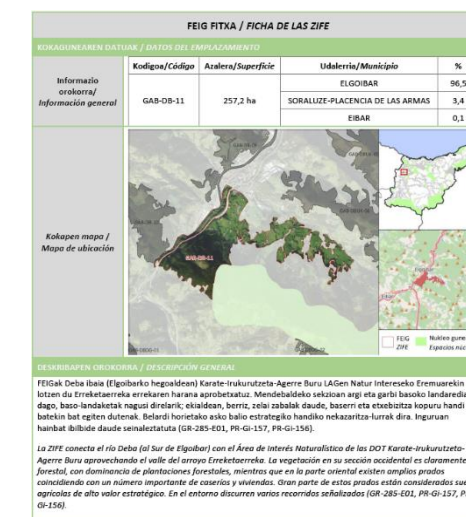 FEIG FITXA / FICHA DE LAS ZIFE
KOKAGUNEAREN DATUAK / DATOS DEL EMPLAZAMIENTO
Informazio orokorra/ Información general
Kodigoa/Código Azalera/Superficie Udalerria/Municipio %
GAB-DB-11 257,2 ha
ELGOIBAR 96,5
SORALUZE-PLACENCIA DE LAS ARMAS 3,4
EIBAR 0,1
Kokapen mapa /
Mapa de ubicación
GAB-DB-11
FEIG
ZIFE
Nukleo
Espacios
DESKRIBAPEN OROKORRA / DESCRIPCIÓN GENERAL
FEIGak Deba ibaia (Elgoibarko hegoaldean) Karate-Irukurutzeta-Agerre Buru LAGen Natur Intereseko Eremuarekin
lotzen du Erreketaerreka errekaren harana aprobetxatuz. Mendebaldeko sekzioan argi eta garbi basoko landaredia
dago, baso-landaketak nagusi direlarik; ekialdean, berriz, zelai zabalak daude, baserri eta etxebizitza kopuru handi
batekin bat egiten dutenak. Belardi horietako asko balio estrategiko handiko nekazaritza-lurrak dira. Inguruan
hainbat ibilbide daude seinaleztatuta (GR-285-E01, PR-Gi-157, PR-Gi-156).
La ZIFE conecta el río Deba (al Sur de Elgoibar) con el Área de Interés Naturalístico de las DOT Karate-Irukurutzeta-
Agerre Buru aprovechando el valle del arroyo Erreketaorreka. La vegetación en su sección occidental es claramente
forestal, con dominancia de plantaciones forestales, mientras que en la parte oriental existen amplios prados
coincidiendo con un número importante de caseríos y viviendas. Gran parte de estos prados están considerados
agrícolas de alto valor estratégico. En el entorno discurren varios recorridos señalizados (GR-285-E01, PR-Gi-157,
Gi-156).